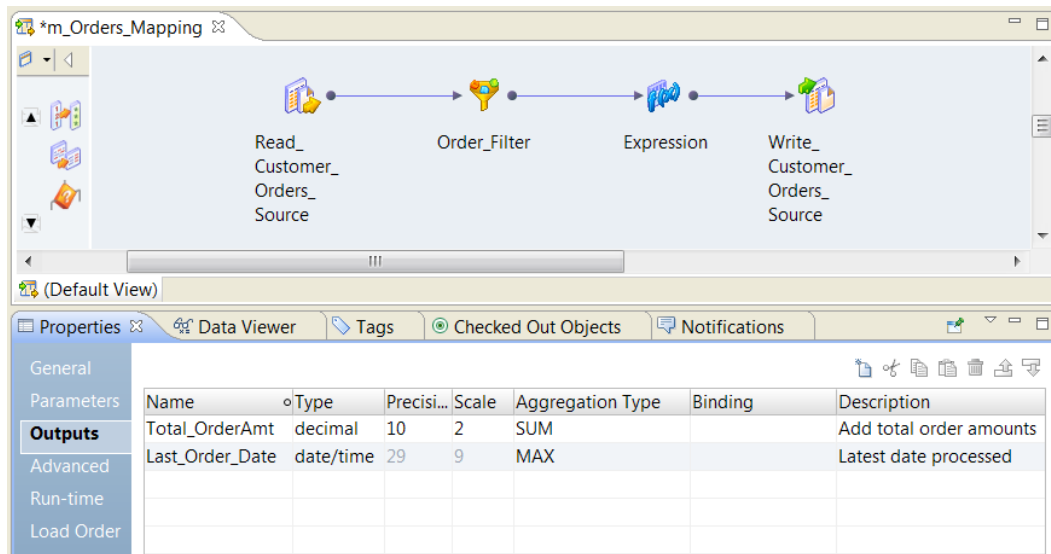 *m_Orders_Mapping
Read_ Order_Filter Expression Write_
Customer_ Customer_
Orders_ Orders_
Source Source
(Default View)
Properties Data Viewer Tags Checked Out Objects Notifications
General
Parameters
Outputs
Advanced
Run-time
Load Order
Name Type Precisi... Scale Aggregation Type Binding Description
Total_OrderAmt decimal 10 2 SUM Add total order amounts
Last_Order_Date date/time 29 9 MAX Latest date processed